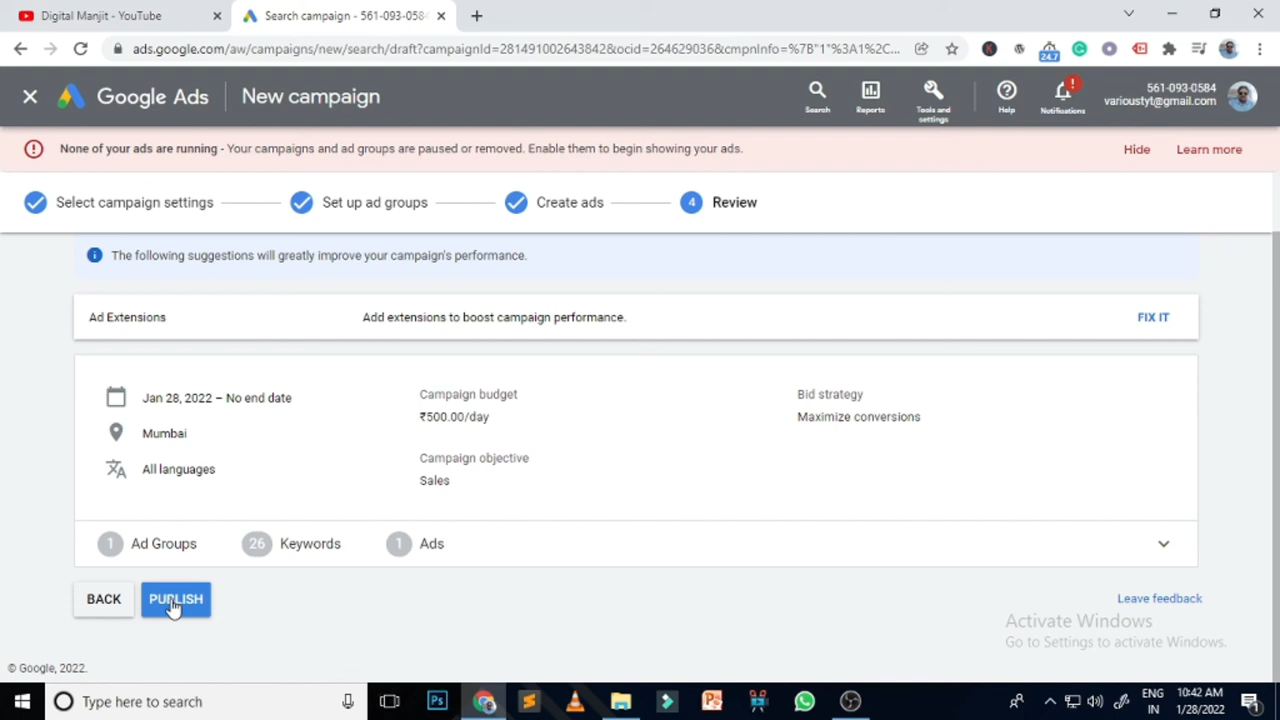 Digital Manjit - YouTube
Search campaign - 561-093-0584
ads.google.com/aw/campaigns/new/search/draft?campaignId=281491002643842&ocid=264629036&cmpnInfo=%7B"1"%3A1%2C...
24.7
Google Ads
New campaign
Search
Reports
Tools and settings
Help
Notifications
561-093-0584
varioustyt@gmail.com
None of your ads are running - Your campaigns and ad groups are paused or removed. Enable them to begin showing your ads.
Hide
Learn more
Select campaign settings
Set up ad groups
Create ads
4
Review
The following suggestions will greatly improve your campaign's performance.
Ad Extensions
Add extensions to boost campaign performance.
FIX IT
Jan 28, 2022 – No end date
Mumbai
All languages
Campaign budget
₹500.00/day
Campaign objective
Sales
Bid strategy
Maximize conversions
1 Ad Groups
26 Keywords
1 Ads
BACK
PUBLISH
Leave feedback
Activate Windows
Go to Settings to activate Windows.
© Google, 2022.
Type here to search
Ps
ENG
IN
10:42 AM
1/28/2022
1